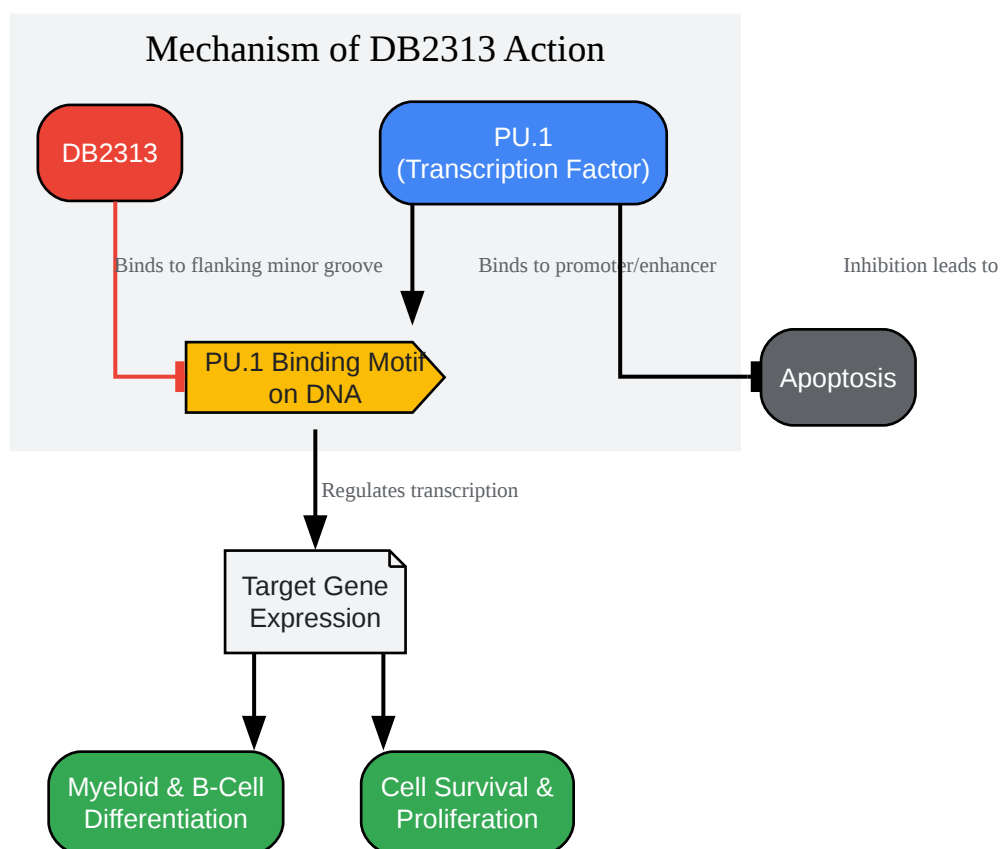 Mechanism of DB2313 Action
DB2313
PU.1
(Transcription Factor)
Binds to flanking minor groove
Binds to promoter/enhancer
Inhibition leads to
PU.1 Binding Motif
on DNA
Apoptosis
Regulates transcription
Target Gene
Expression
Myeloid & B-Cell
Differentiation
Cell Survival &
Proliferation